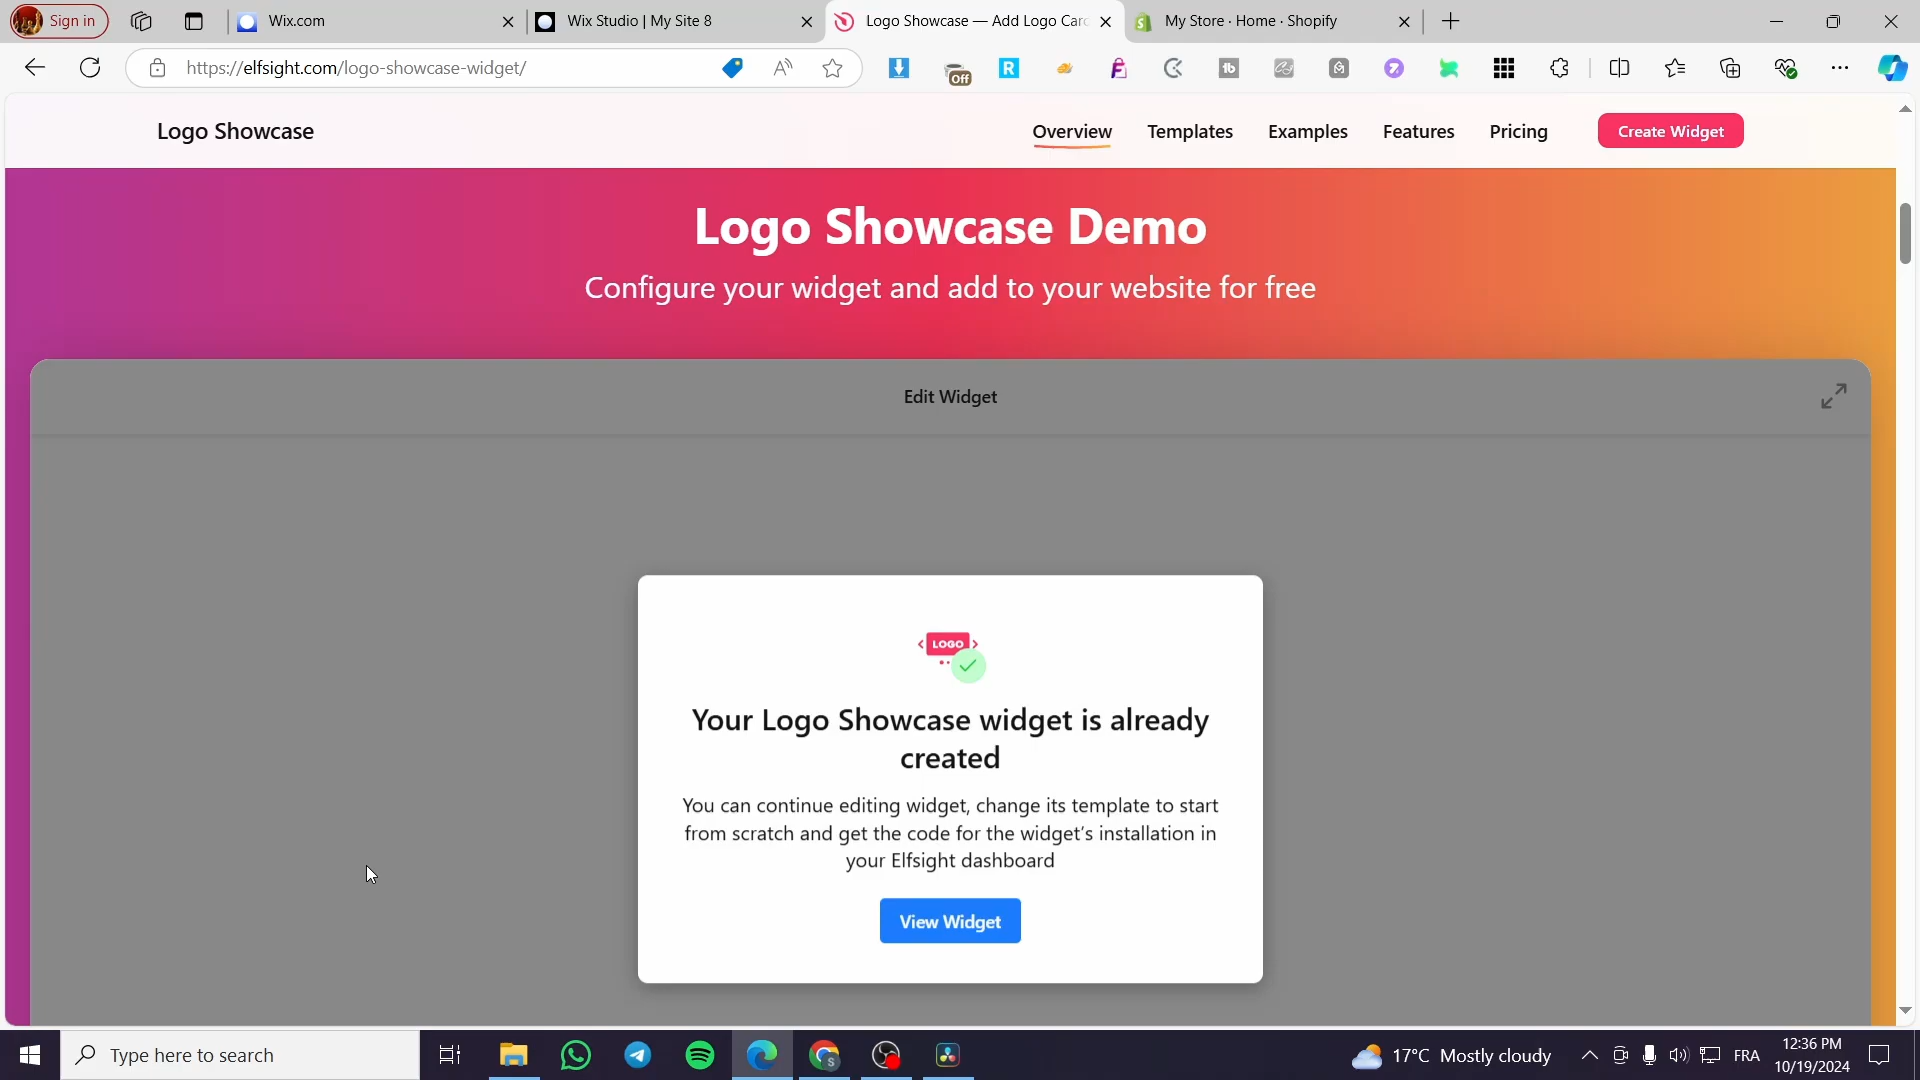 Sign in
Wix.com
Wix Studio | My Site 8
Logo Showcase — Add Logo Carc
My Store · Home · Shopify
https://elfsight.com/logo-showcase-widget/
Off
R
tb
Logo Showcase
Overview
Templates
Examples
Features
Pricing
Create Widget
Logo Showcase Demo
Configure your widget and add to your website for free
Edit Widget
LOGO
Your Logo Showcase widget is already
created
You can continue editing widget, change its template to start
from scratch and get the code for the widget's installation in
your Elfsight dashboard
View Widget
Type here to search
17°C Mostly cloudy
FRA
12:36 PM
10/19/2024